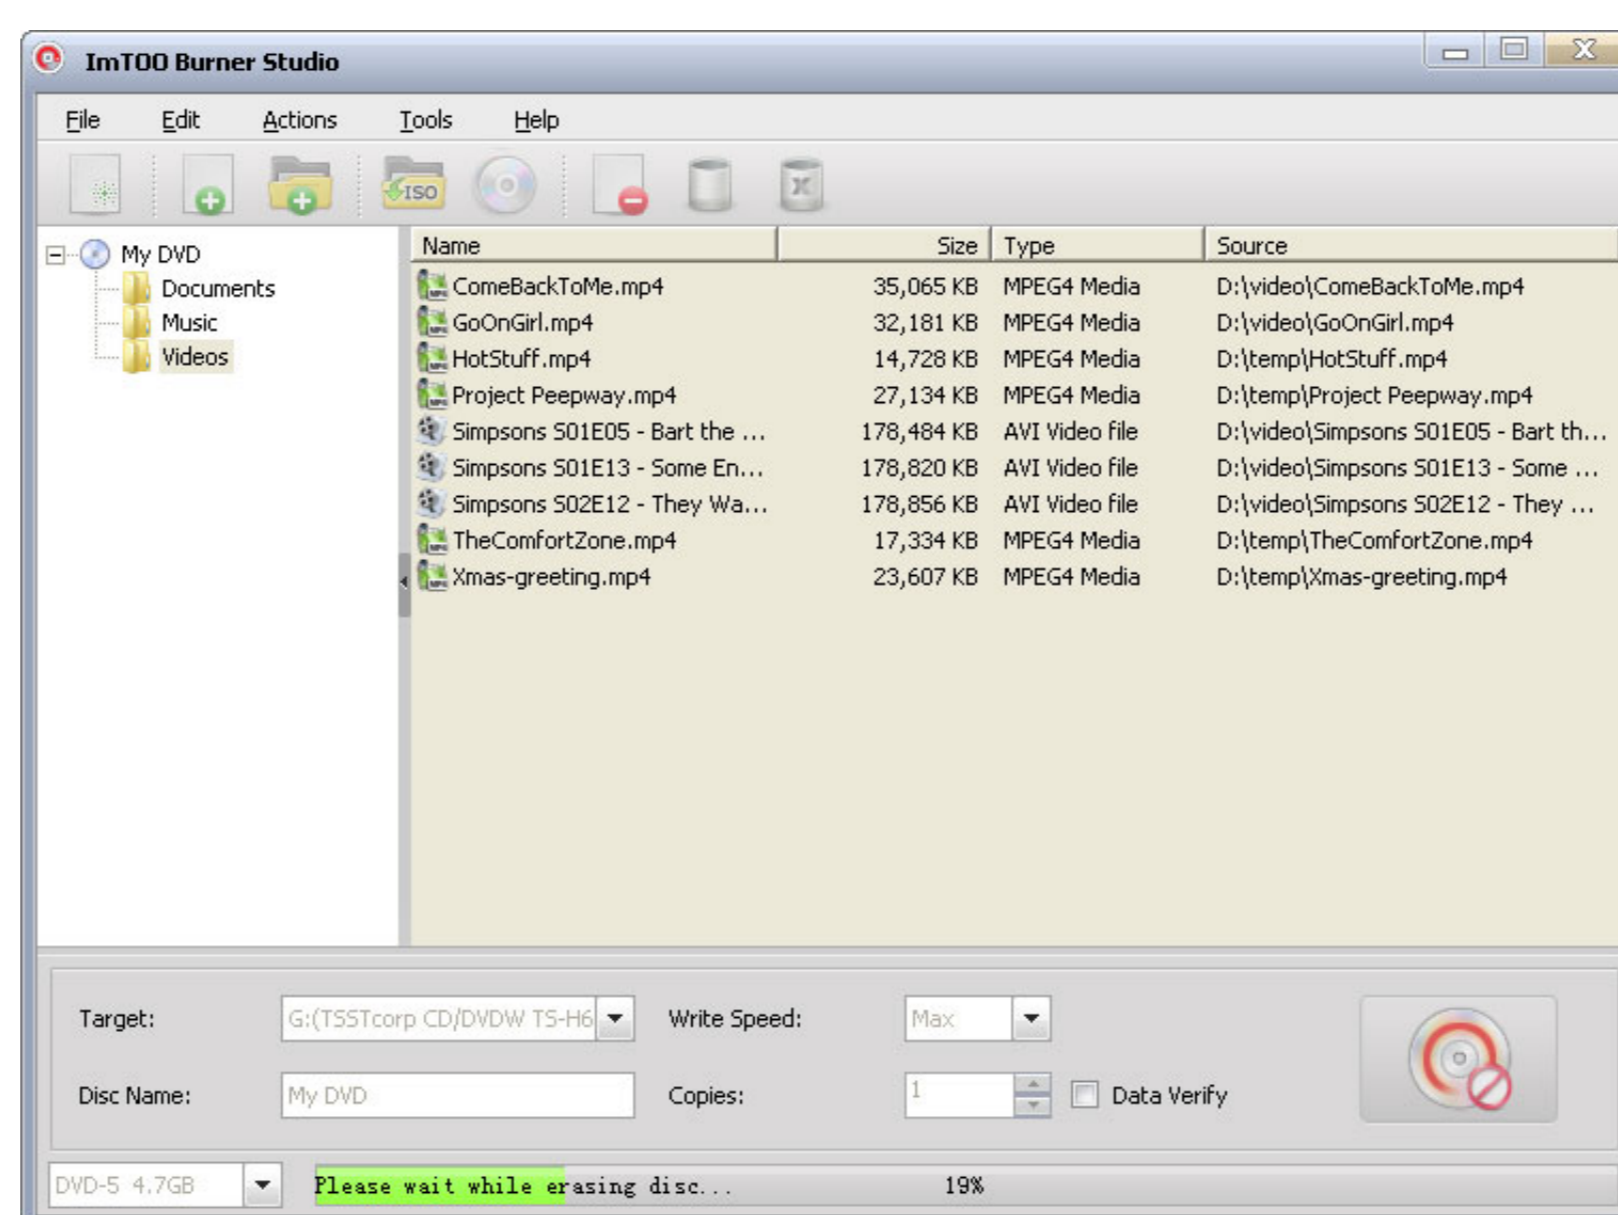 ImTOO Burner Studio
File Edit Actions Tools Help
ISO
My DVD
Documents
Music
Videos
Name Size Type Source
ComeBackToMe.mp4 35,065 KB MPEG4 Media D:\video\ComeBackToMe.mp4
GoOnGirl.mp4 32,181 KB MPEG4 Media D:\video\GoOnGirl.mp4
HotStuff.mp4 14,728 KB MPEG4 Media D:\temp\HotStuff.mp4
Project Peepway.mp4 27,134 KB MPEG4 Media D:\temp\Project Peepway.mp4
Simpsons S01E05 - Bart the ... 178,484 KB AVI Video file D:\video\Simpsons S01E05 - Bart th...
Simpsons S01E13 - Some En... 178,820 KB AVI Video file D:\video\Simpsons S01E13 - Some ...
Simpsons S02E12 - They Wa... 178,856 KB AVI Video file D:\video\Simpsons S02E12 - They ...
TheComfortZone.mp4 17,334 KB MPEG4 Media D:\temp\TheComfortZone.mp4
Xmas-greeting.mp4 23,607 KB MPEG4 Media D:\temp\Xmas-greeting.mp4
Target: G:(TSSTcorp CD/DVDW TS-H6 Write Speed: Max
Disc Name: My DVD Copies: 1 Data Verify
DVD-5 4.7GB Please wait while erasing disc... 19%